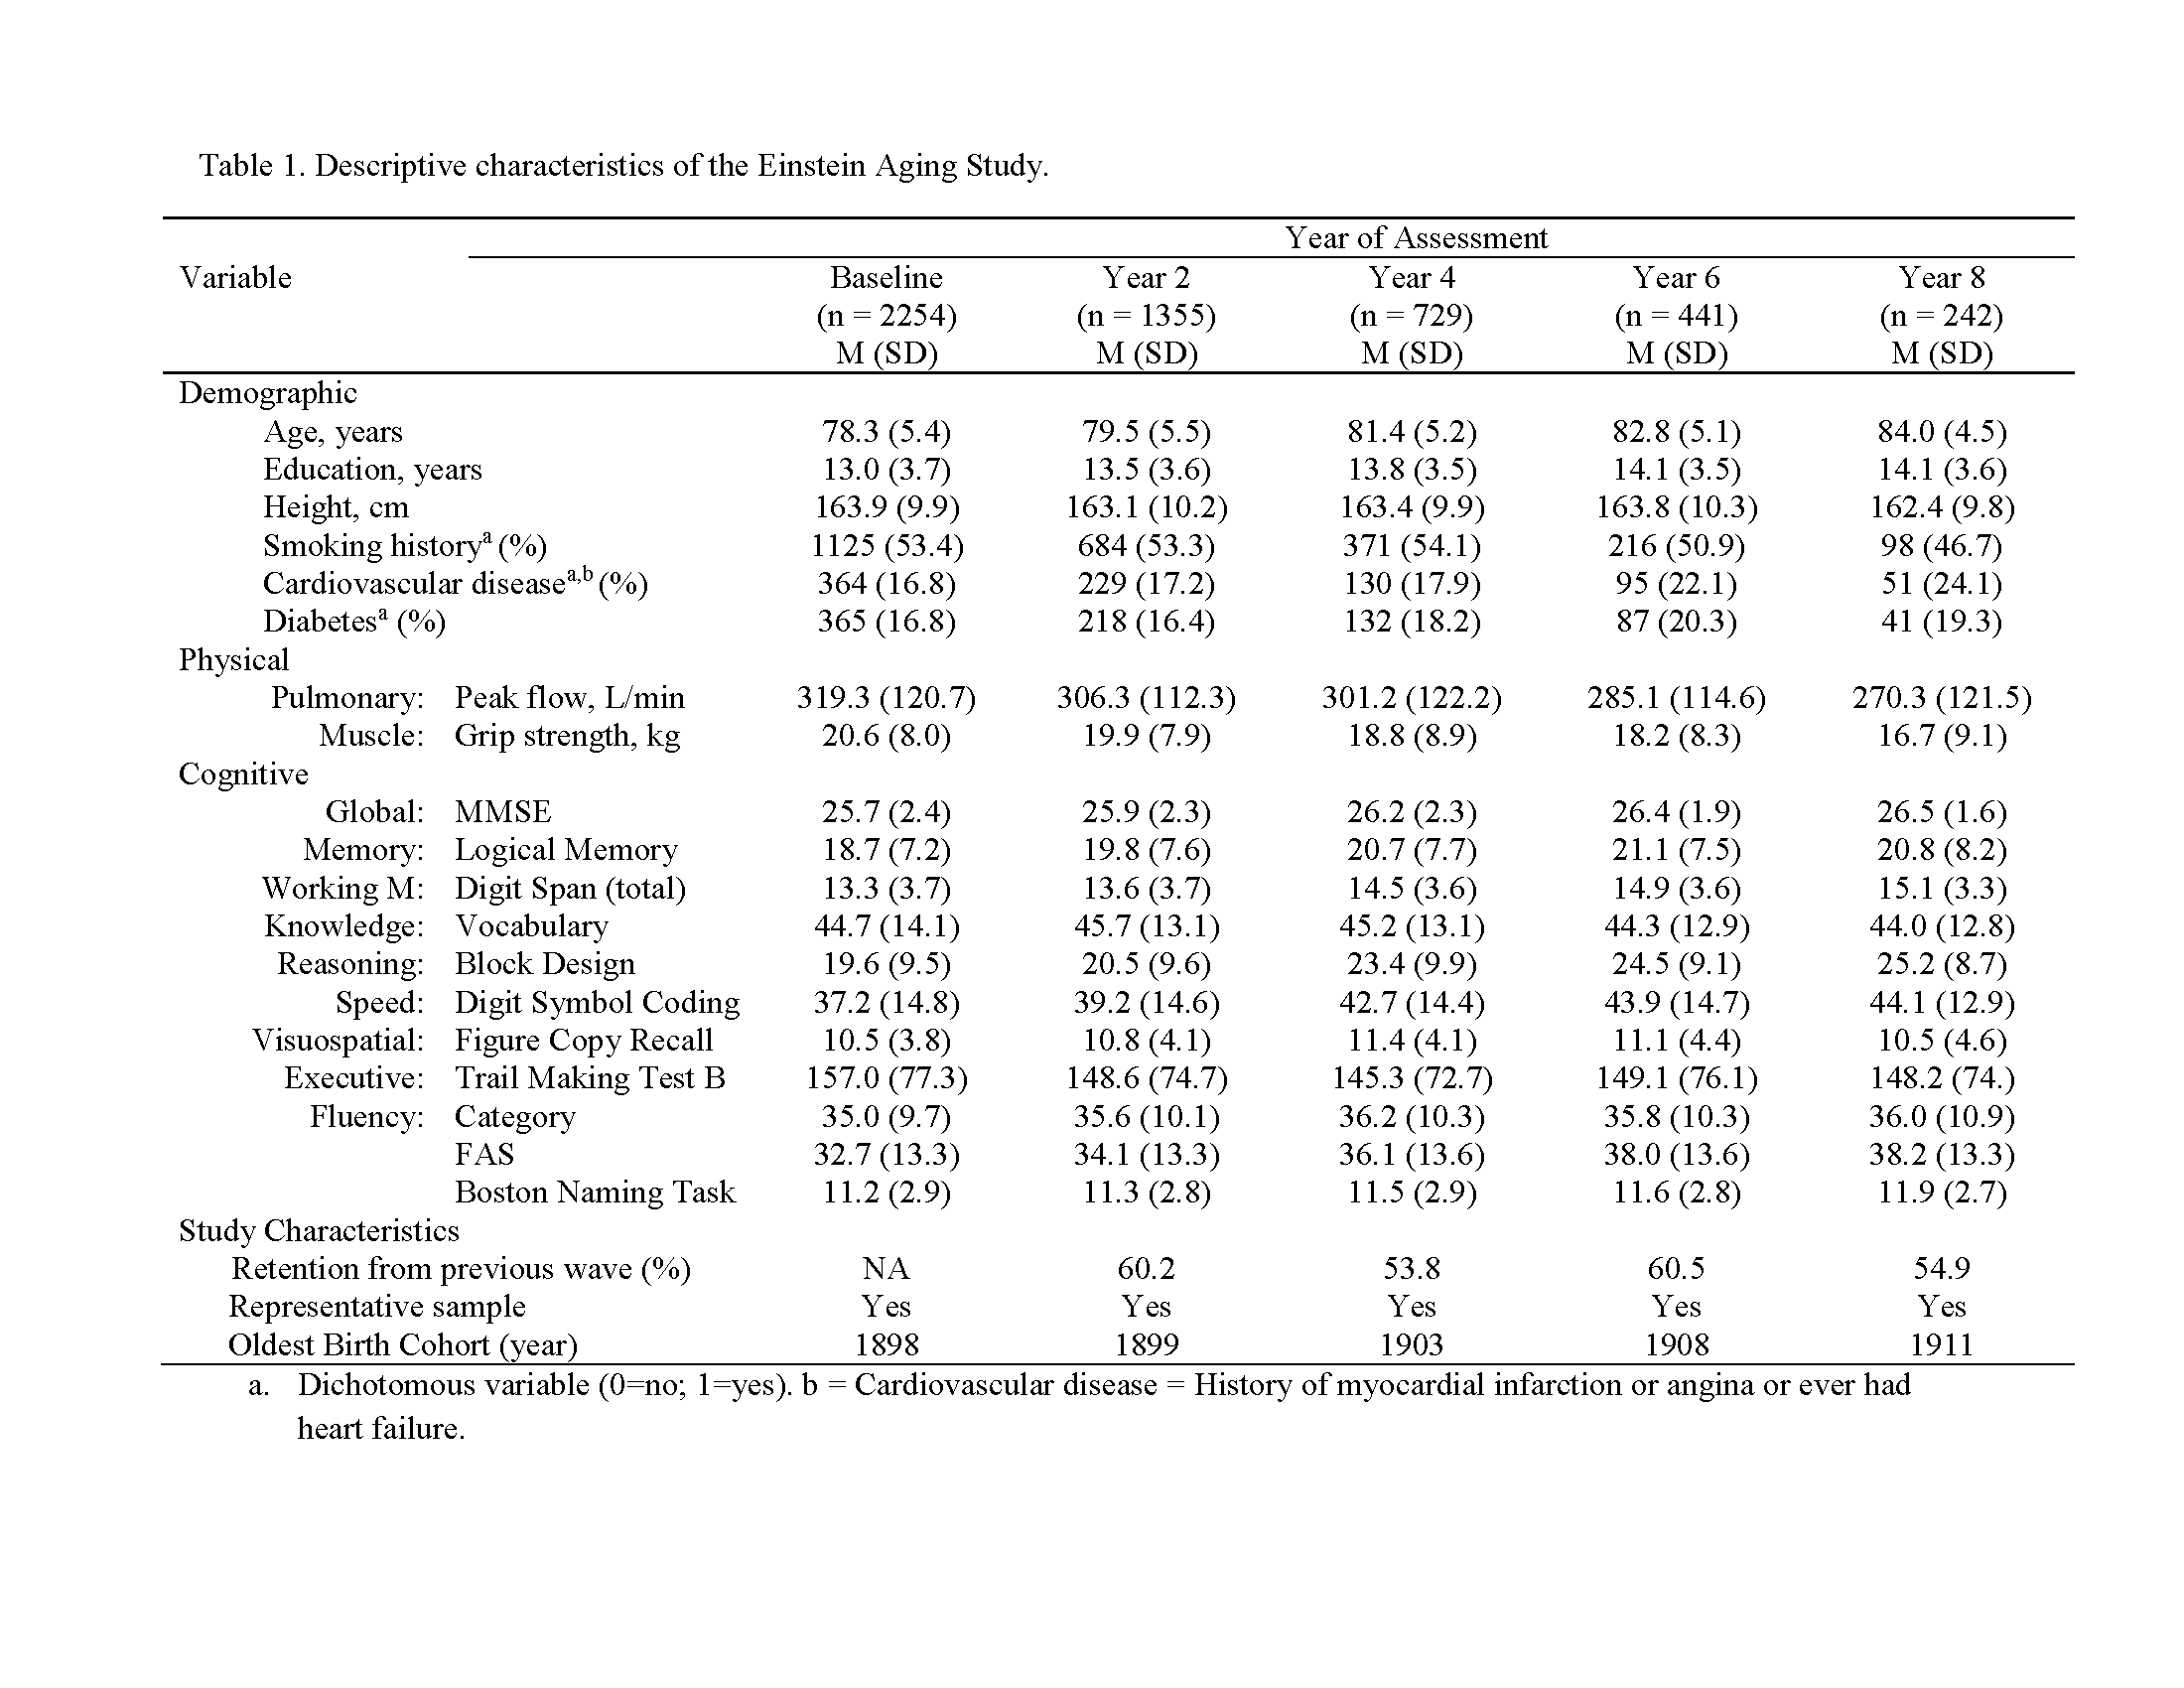 Table 1. Descriptive characteristics of the Einstein Aging Study.
Year of Assessment
Variable Baseline Year 2 Year 4 Year 6 Year 8
(n = 2254) (n = 1355) (n = 729) (n = 441) (n = 242)
M (SD) M (SD) M (SD) M (SD) M (SD)
Demographic
Age, years 78.3 (5.4) 79.5 (5.5) 81.4 (5.2) 82.8 (5.1) 84.0 (4.5)
Education, years 13.0 (3.7) 13.5 (3.6) 13.8 (3.5) 14.1 (3.5) 14.1 (3.6)
Height, cm 163.9 (9.9) 163.1 (10.2) 163.4 (9.9) 163.8 (10.3) 162.4 (9.8)
Smoking historyᵃ (%) 1125 (53.4) 684 (53.3) 371 (54.1) 216 (50.9) 98 (46.7)
Cardiovascular diseaseᵃ,ᵇ (%) 364 (16.8) 229 (17.2) 130 (17.9) 95 (22.1) 51 (24.1)
Diabetesᵃ (%) 365 (16.8) 218 (16.4) 132 (18.2) 87 (20.3) 41 (19.3)
Physical
Pulmonary: Peak flow, L/min 319.3 (120.7) 306.3 (112.3) 301.2 (122.2) 285.1 (114.6) 270.3 (121.5)
Muscle: Grip strength, kg 20.6 (8.0) 19.9 (7.9) 18.8 (8.9) 18.2 (8.3) 16.7 (9.1)
Cognitive
Global: MMSE 25.7 (2.4) 25.9 (2.3) 26.2 (2.3) 26.4 (1.9) 26.5 (1.6)
Memory: Logical Memory 18.7 (7.2) 19.8 (7.6) 20.7 (7.7) 21.1 (7.5) 20.8 (8.2)
Working M: Digit Span (total) 13.3 (3.7) 13.6 (3.7) 14.5 (3.6) 14.9 (3.6) 15.1 (3.3)
Knowledge: Vocabulary 44.7 (14.1) 45.7 (13.1) 45.2 (13.1) 44.3 (12.9) 44.0 (12.8)
Reasoning: Block Design 19.6 (9.5) 20.5 (9.6) 23.4 (9.9) 24.5 (9.1) 25.2 (8.7)
Speed: Digit Symbol Coding 37.2 (14.8) 39.2 (14.6) 42.7 (14.4) 43.9 (14.7) 44.1 (12.9)
Visuospatial: Figure Copy Recall 10.5 (3.8) 10.8 (4.1) 11.4 (4.1) 11.1 (4.4) 10.5 (4.6)
Executive: Trail Making Test B 157.0 (77.3) 148.6 (74.7) 145.3 (72.7) 149.1 (76.1) 148.2 (74.)
Fluency: Category 35.0 (9.7) 35.6 (10.1) 36.2 (10.3) 35.8 (10.3) 36.0 (10.9)
FAS 32.7 (13.3) 34.1 (13.3) 36.1 (13.6) 38.0 (13.6) 38.2 (13.3)
Boston Naming Task 11.2 (2.9) 11.3 (2.8) 11.5 (2.9) 11.6 (2.8) 11.9 (2.7)
Study Characteristics
Retention from previous wave (%) NA 60.2 53.8 60.5 54.9
Representative sample Yes Yes Yes Yes Yes
Oldest Birth Cohort (year) 1898 1899 1903 1908 1911
a. Dichotomous variable (0=no; 1=yes). b = Cardiovascular disease = History of myocardial infarction or angina or ever had
heart failure.